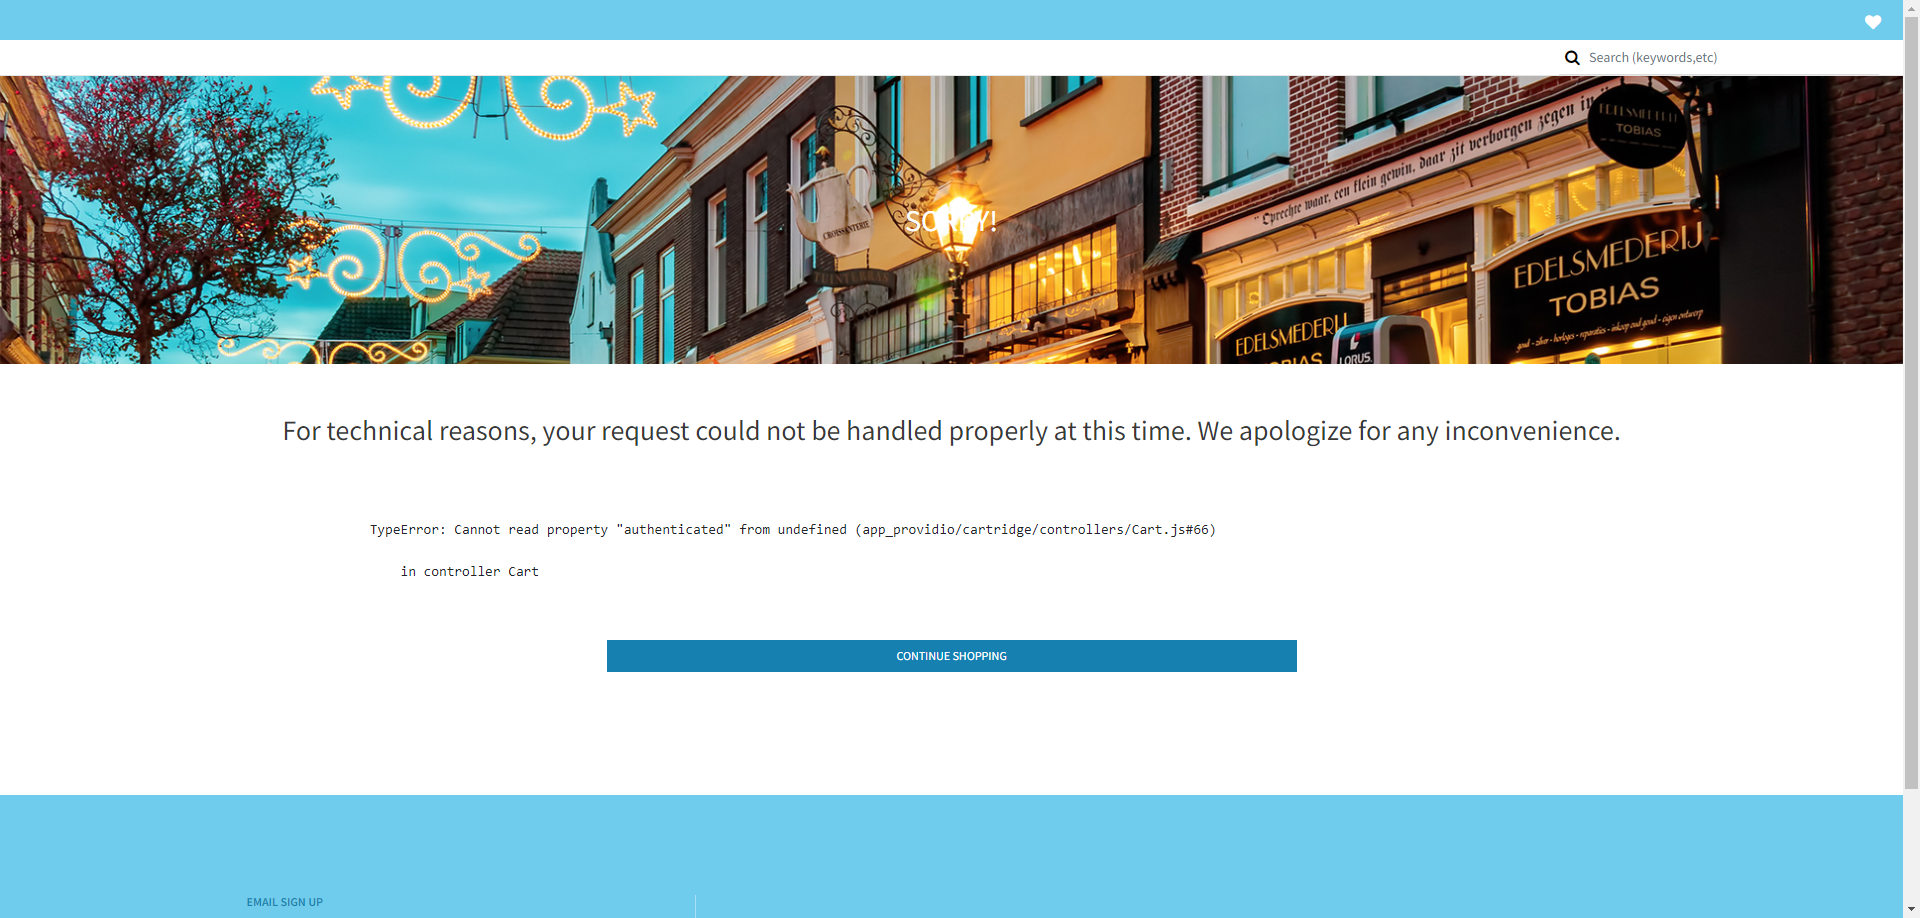 Search (keywords,etc)
EDELSMEDERIJ
TOBIAS
"Oprechte waar, een klein gewin, daar zit verborgen zegen in"
CROISSANTERIE
SORRY!
EDELSMEDERIJ
TOBIAS
goud - zilver - horloges - reparaties - inkoop oud goud - eigen ontwerp
EDELSMEDERIJ
TOBIAS
LORUS.
For technical reasons, your request could not be handled properly at this time. We apologize for any inconvenience.
TypeError: Cannot read property "authenticated" from undefined (app_providio/cartridge/controllers/Cart.js#66)
in controller Cart
CONTINUE SHOPPING
EMAIL SIGN UP